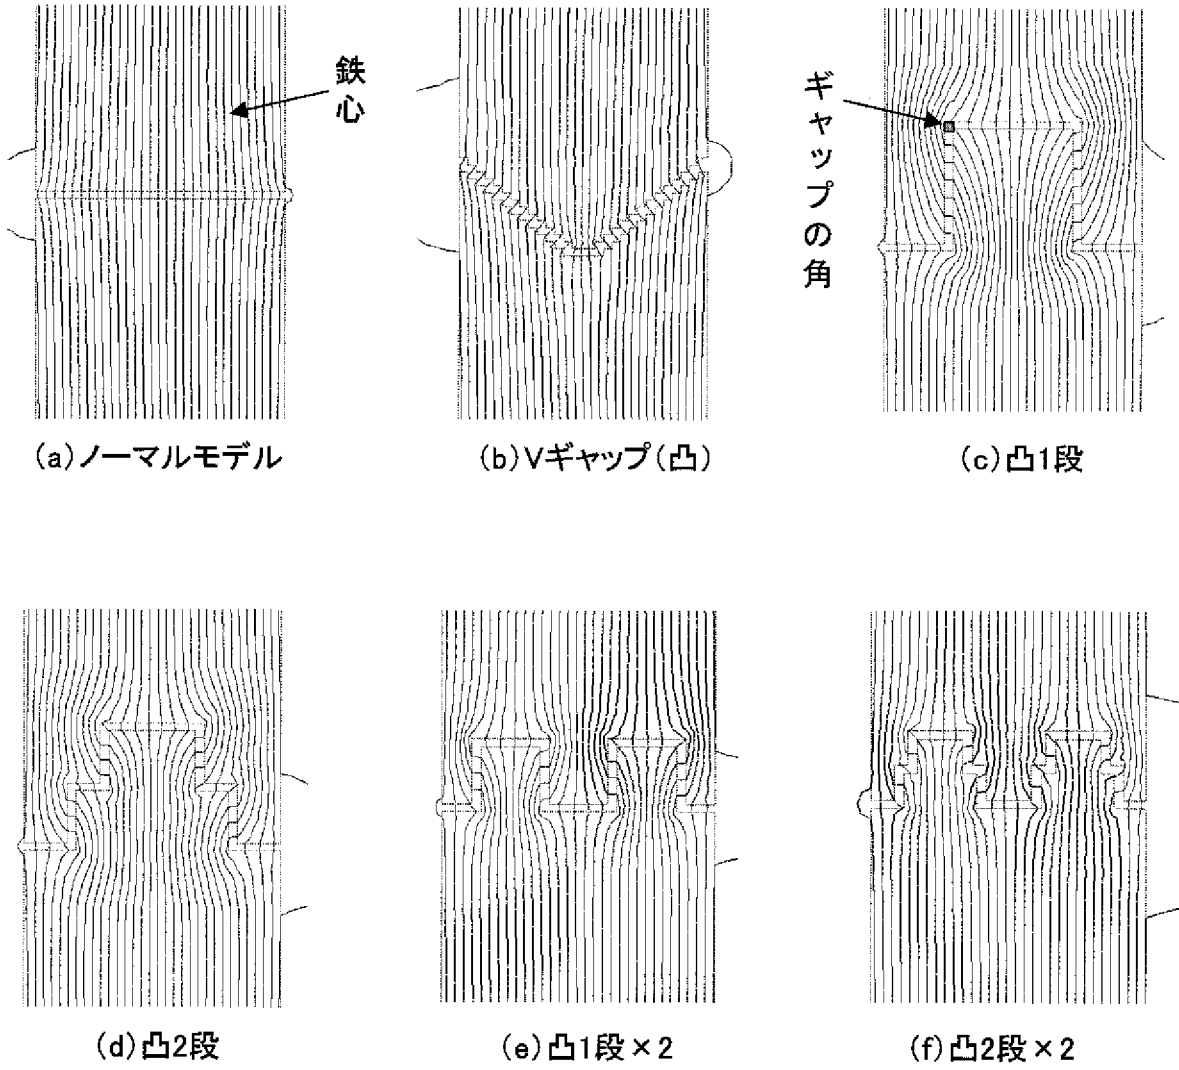 鉄心
ギャップの角
(a)ノーマルモデル
(b)Vギャップ(凸)
(c)凸1段
(d)凸2段
(e)凸1段×2
(f)凸2段×2